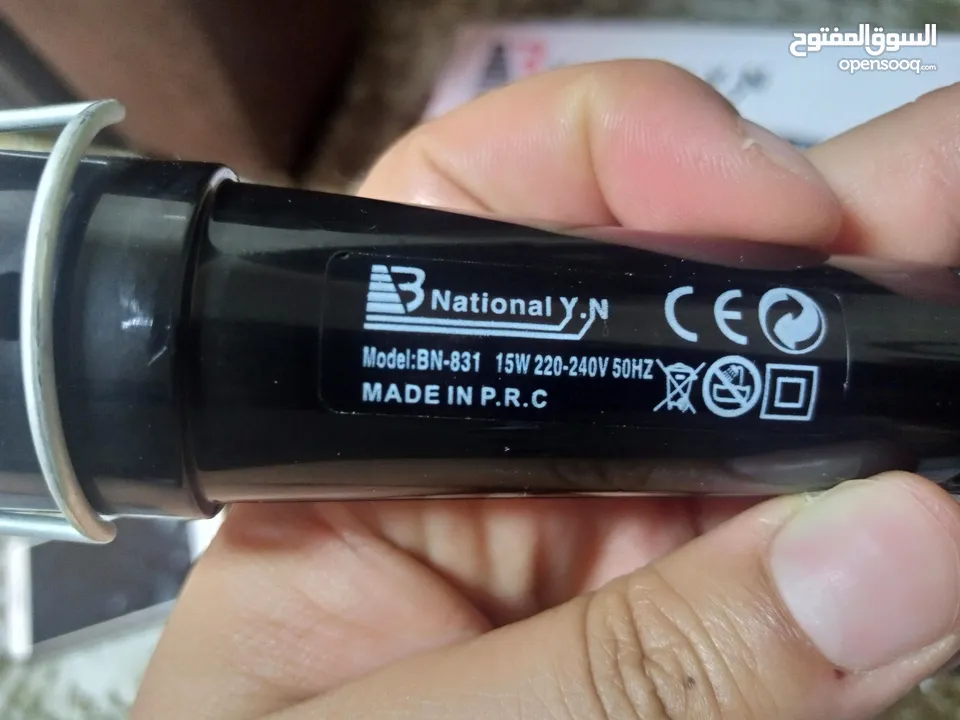 السوق المفتوح
opensooq.com
B National Y.N
Model:BN-831 15W 220-240V 50HZ
MADE IN P.R.C
CE